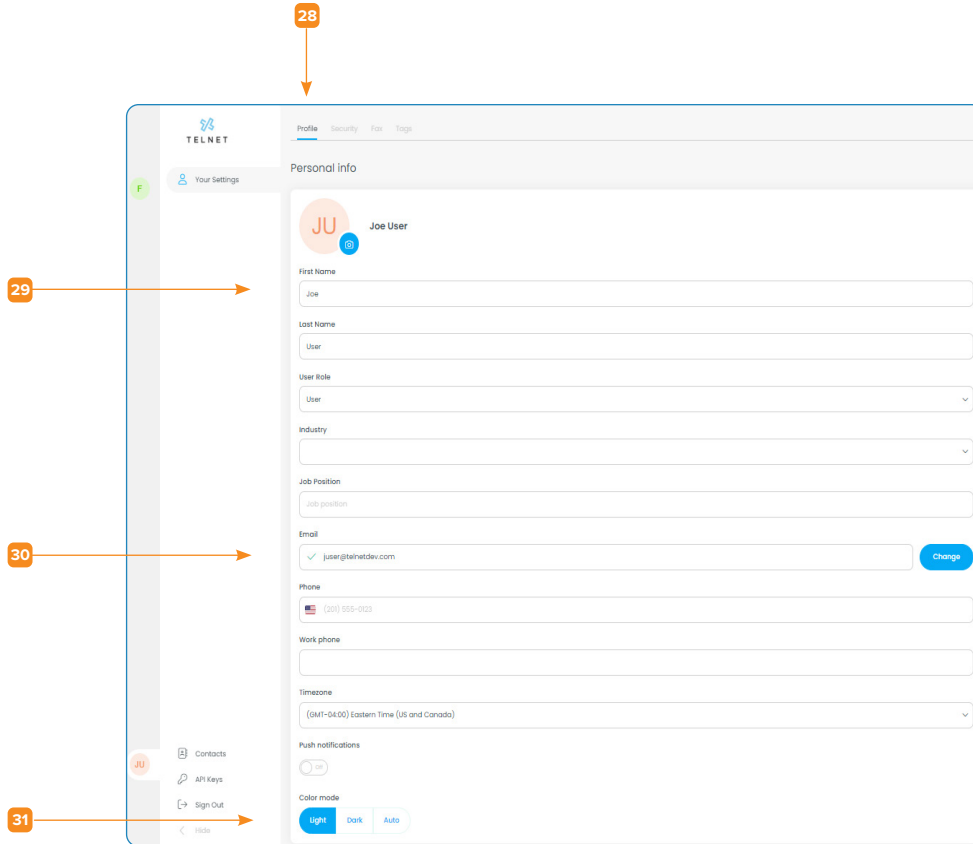 28
TELNET
Profile Security Fax Tags
Personal info
Your Settings
F
JU
Joe User
First Name
29
Joe
Last Name
User
User Role
User
Industry
Job Position
Job position
Email
30
juser@telnetdev.com
Change
Phone
(201) 555-0123
Work phone
Timezone
(GMT-04:00) Eastern Time (US and Canada)
Push notifications
Off
JU
Contacts
API Keys
Sign Out
Hide
Color mode
31
Light Dark Auto